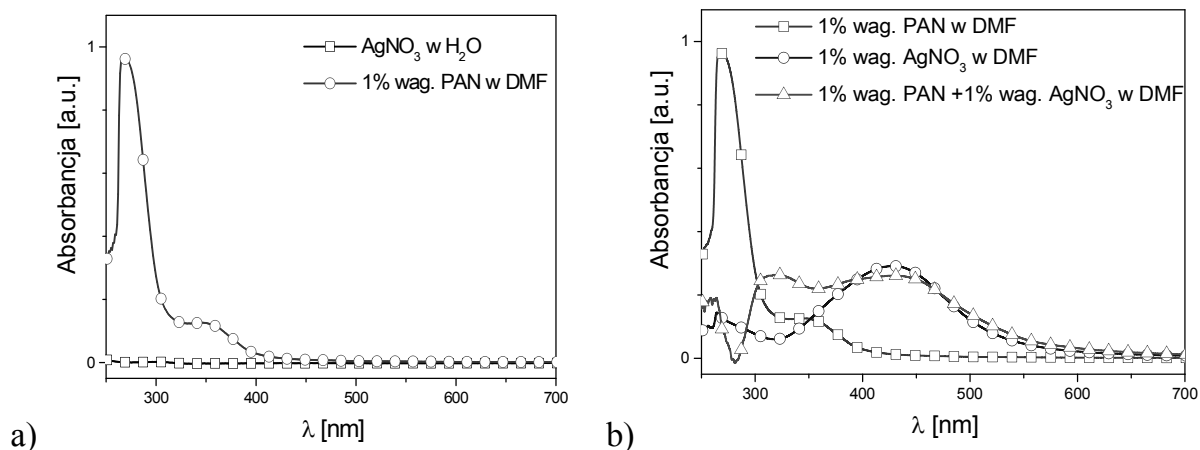 Absorbancja [a.u.]
1
0
AgNO₃ w H₂O
1% wag. PAN w DMF
300 400 500 600 700
λ [nm]
a)
Absorbancja [a.u.]
1
0
1% wag. PAN w DMF
1% wag. AgNO₃ w DMF
1% wag. PAN +1% wag. AgNO₃ w DMF
300 400 500 600 700
λ [nm]
b)